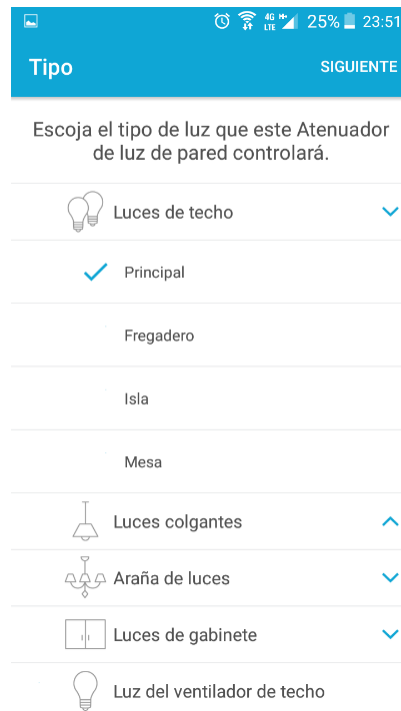 4G H+ LTE 25% 23:51
Tipo SIGUIENTE
Escoja el tipo de luz que este Atenuador
de luz de pared controlará.
Luces de techo
Principal
Fregadero
Isla
Mesa
Luces colgantes
Araña de luces
Luces de gabinete
Luz del ventilador de techo